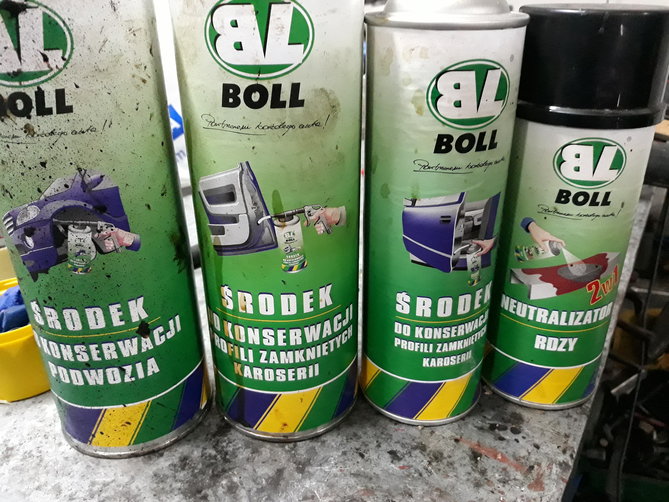 BOLL
ŚRODEK
KONSERWACJI
PODWOZIA
BL
BOLL
ŚRODEK
DO KONSERWACJI
PROFILI ZAMKNIĘTYCH
KAROSERII
BL
BOLL
ŚRODEK
DO KONSERWACJI
PROFILI ZAMKNIĘTYCH
KAROSERII
BL
BOLL
2w1
NEUTRALIZATOR
RDZY